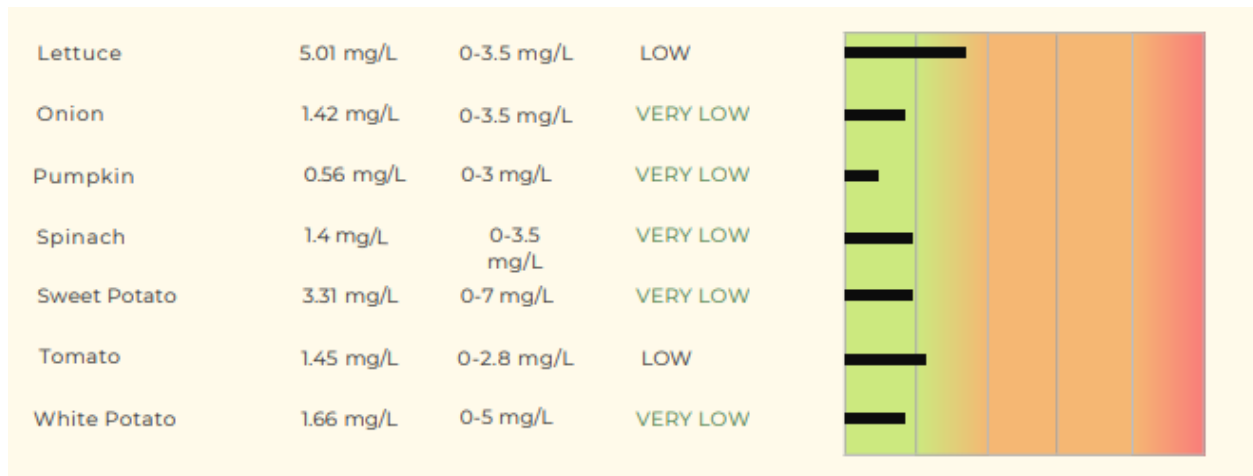 Lettuce 5.01 mg/L 0-3.5 mg/L LOW
Onion 1.42 mg/L 0-3.5 mg/L VERY LOW
Pumpkin 0.56 mg/L 0-3 mg/L VERY LOW
Spinach 1.4 mg/L 0-3.5 VERY LOW
mg/L
Sweet Potato 3.31 mg/L 0-7 mg/L VERY LOW
Tomato 1.45 mg/L 0-2.8 mg/L LOW
White Potato 1.66 mg/L 0-5 mg/L VERY LOW